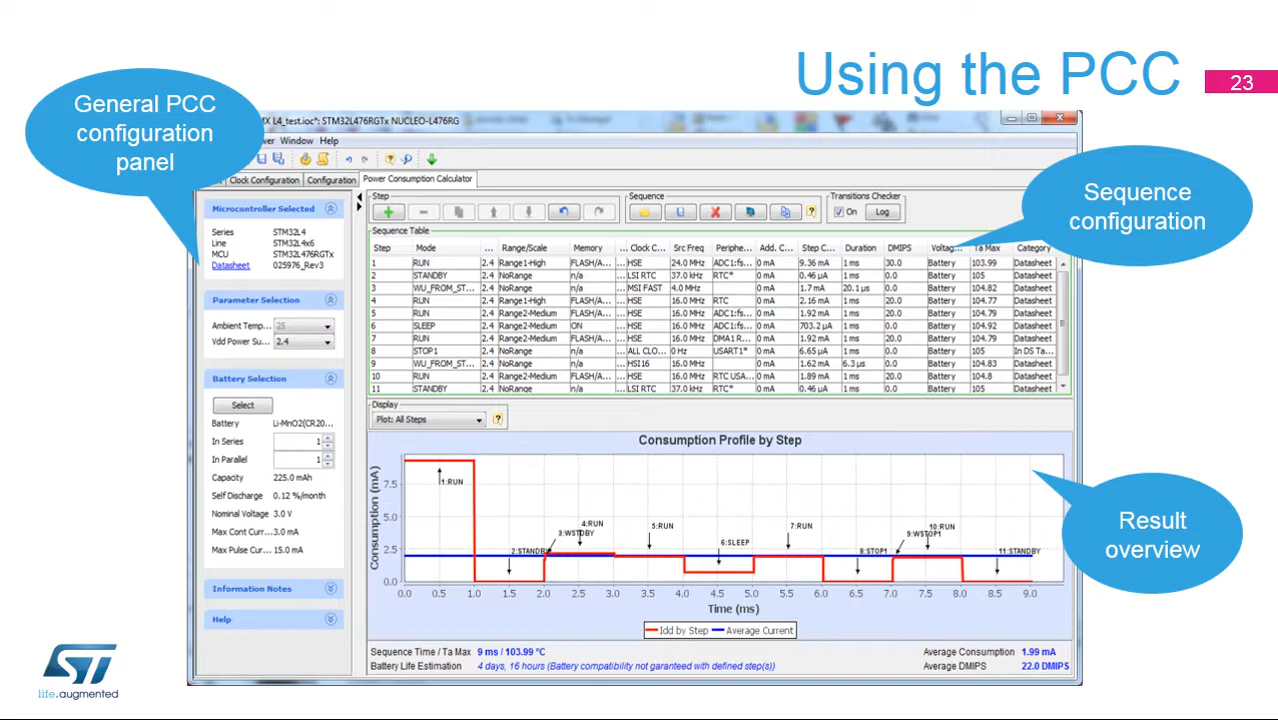 Using the PCC
23
General PCC
configuration
panel
Sequence
configuration
Result
overview
MX L4_test.ioc*: STM32L476RGTx NUCLEO-L476RG
Window Help
Clock Configuration Configuration Power Consumption Calculator
Microcontroller Selected
Series STM32L4
Line STM32L4x6
MCU STM32L476RGTx
Datasheet 025976_Rev3
Parameter Selection
Ambient Temp... 25
Vdd Power Su... 2.4
Battery Selection
Select
Battery Li-MnO2(CR20...
In Series 1
In Parallel 1
Capacity 225.0 mAh
Self Discharge 0.12 %/month
Nominal Voltage 3.0 V
Max Cont Curr... 3.0 mA
Max Pulse Cur... 15.0 mA
Information Notes
Help
Step Sequence Transitions Checker
On Log
Sequence Table
Step Mode ... Range/Scale Memory ... Clock C... Src Freq Periphe... Add. C... Step C... Duration DMIPS Voltag... Ta Max Category
1 RUN 2.4 Range1-High FLASH/A... ... HSE 24.0 MHz ADC1:fs... 0 mA 9.36 mA 1 ms 30.0 Battery 103.99 Datasheet
2 STANDBY 2.4 NoRange n/a ... LSI RTC 37.0 kHz RTC* 0 mA 0.46 µA 1 ms 0.0 Battery 105 Datasheet
3 WU_FROM_ST... 2.4 NoRange n/a ... MSI FAST 4.0 MHz 0 mA 1.7 mA 20.1 µs 0.0 Battery 104.82 Datasheet
4 RUN 2.4 Range1-High FLASH/A... ... HSE 16.0 MHz RTC 0 mA 2.16 mA 1 ms 20.0 Battery 104.77 Datasheet
5 RUN 2.4 Range2-Medium FLASH/A... ... HSE 16.0 MHz ADC1:fs... 0 mA 1.92 mA 1 ms 20.0 Battery 104.79 Datasheet
6 SLEEP 2.4 Range2-Medium ON ... HSE 16.0 MHz ADC1:fs... 0 mA 703.2 µA 1 ms 0.0 Battery 104.92 Datasheet
7 RUN 2.4 Range2-Medium FLASH/A... ... HSE 16.0 MHz DMA1 R... 0 mA 1.92 mA 1 ms 20.0 Battery 104.79 Datasheet
8 STOP1 2.4 NoRange n/a ... ALL CLO... 0 Hz USART1* 0 mA 6.65 µA 1 ms 0.0 Battery 105 In DS Ta...
9 WU_FROM_ST... 2.4 NoRange n/a ... HSI16 16.0 MHz 0 mA 1.62 mA 6.3 µs 0.0 Battery 104.83 Datasheet
10 RUN 2.4 Range2-Medium FLASH/A... ... HSE 16.0 MHz RTC USA... 0 mA 1.89 mA 1 ms 20.0 Battery 104.8 Datasheet
11 STANDBY 2.4 NoRange n/a ... LSI RTC 37.0 kHz RTC* 0 mA 0.46 µA 1 ms 0.0 Battery 105 Datasheet
Display
Plot: All Steps
Consumption Profile by Step
Consumption (mA)
7.5
5.0
2.5
0.0
1:RUN
2:STANDBY
3:WSTDBY
4:RUN
5:RUN
6:SLEEP
7:RUN
8:STOP1
9:WSTOP1
10:RUN
11:STANDBY
0.0 0.5 1.0 1.5 2.0 2.5 3.0 3.5 4.0 4.5 5.0 5.5 6.0 6.5 7.0 7.5 8.0 8.5 9.0
Time (ms)
Idd by Step Average Current
Sequence Time / Ta Max 9 ms / 103.99 °C
Average Consumption 1.99 mA
Battery Life Estimation 4 days, 16 hours (Battery compatibility not garanteed with defined step(s))
Average DMIPS 22.0 DMIPS
ST
life.augmented